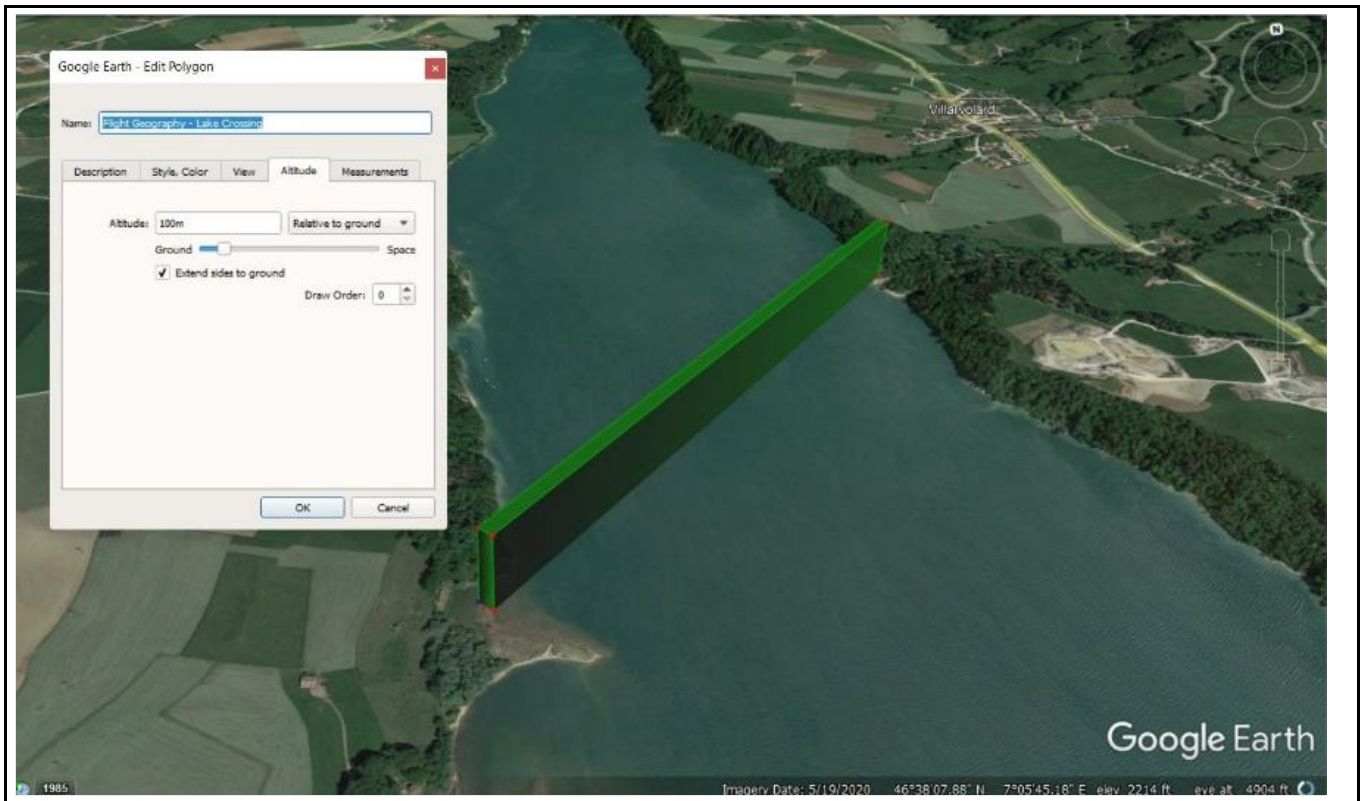 Google Earth - Edit Polygon
Name: Flight Geography - Lake Crossing
Description Style, Color View Altitude Measurements
Altitude: 100m Relative to ground
Ground Space
Extend sides to ground
Draw Order: 0
OK Cancel
N
Villarvolard
Google Earth
1985
Imagery Date: 5/19/2020 46°38'07.88" N 7°05'45.18" E elev 2214 ft eye alt 4904 ft